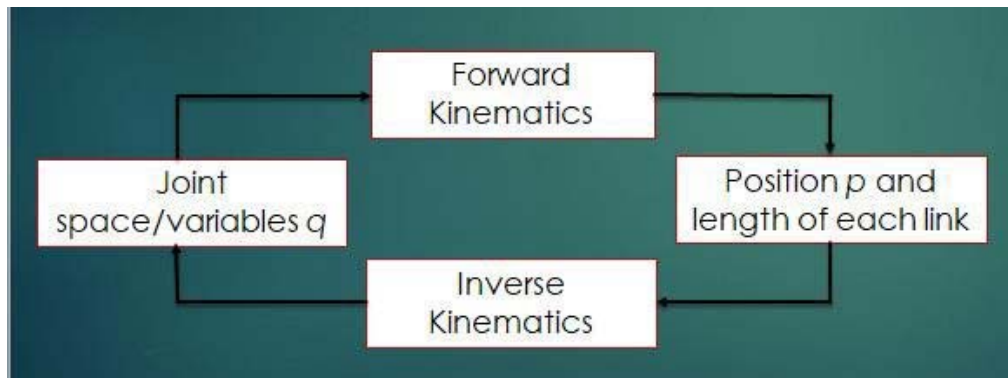 Forward
Kinematics
Joint
space/variables q
Position p and
length of each link
Inverse
Kinematics